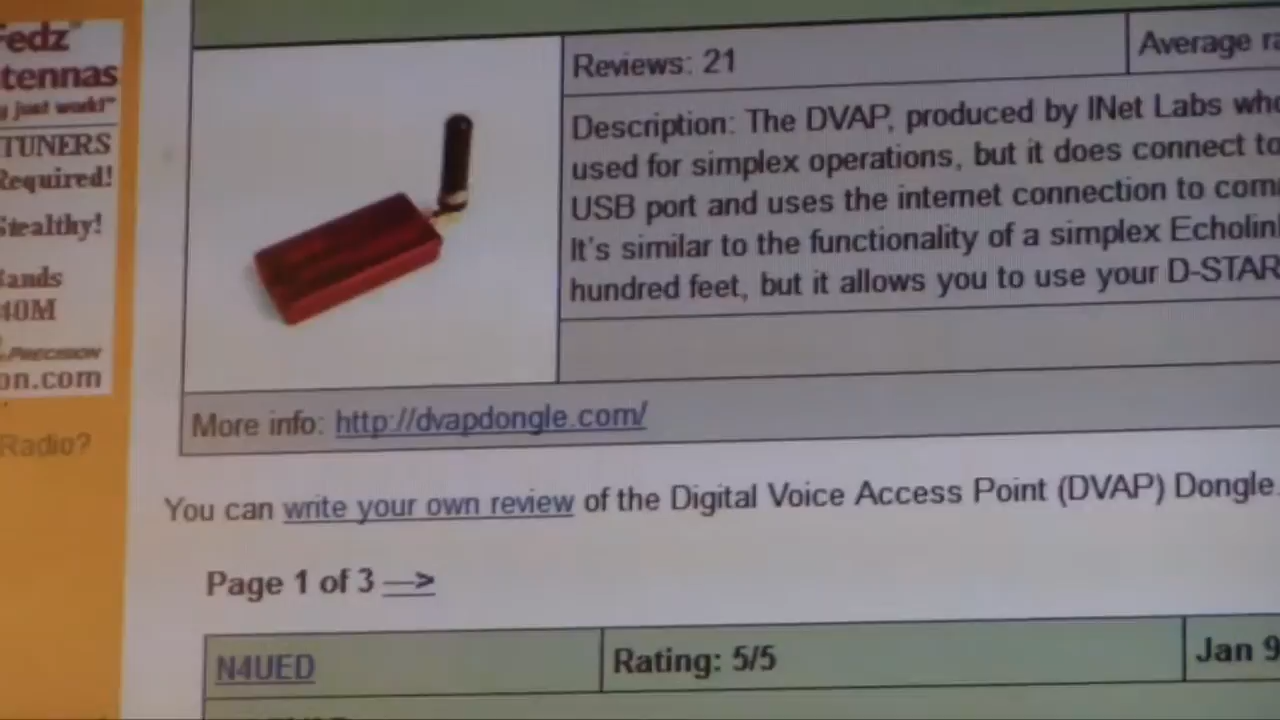 TUNERS
Required!
Stealthy!
40M
PRECISION
on.com
Radio?
Reviews: 21
Average
Description: The DVAP, produced by INet Labs
used for simplex operations, but it does connect to
USB port and uses the internet connection to
It's similar to the functionality of a simplex
hundred feet, but it allows you to use your D-STAR
More info: http://dvapdongle.com/
You can write your own review of the Digital Voice Access Point (DVAP) Dongle
Page 1 of 3 -->
N4UED
Rating: 5/5
Jan 9